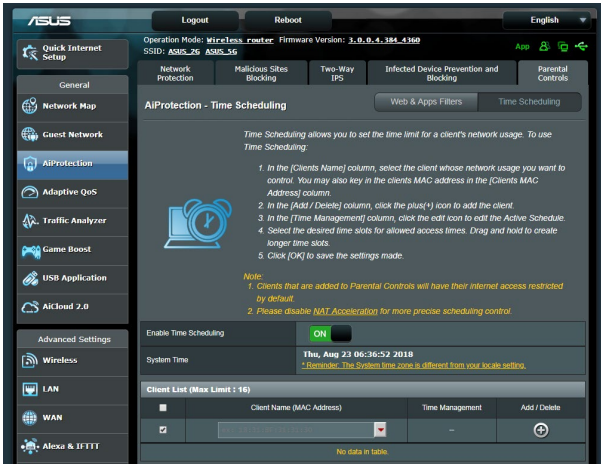 ASUS
Logout
Reboot
English
Quick Internet
Setup
General
Network Map
Guest Network
AiProtection
Adaptive QoS
Traffic Analyzer
Game Boost
USB Application
AiCloud 2.0
Advanced Settings
Wireless
LAN
WAN
Alexa & IFTTT
Operation Mode: Wireless router Firmware Version: 3.0.0.4.384_4360
SSID: ASUS_2G ASUS_5G
App
Network
Protection
Malicious Sites
Blocking
Two-Way
IPS
Infected Device Prevention and
Blocking
Parental
Controls
AiProtection - Time Scheduling
Web & Apps Filters
Time Scheduling
Time Scheduling allows you to set the time limit for a client's network usage. To use
Time Scheduling:
1. In the [Clients Name] column, select the client whose network usage you want to
control. You may also key in the clients MAC address in the [Clients MAC
Address] column.
2. In the [Add / Delete] column, click the plus(+) icon to add the client.
3. In the [Time Management] column, click the edit icon to edit the Active Schedule.
4. Select the desired time slots for allowed access times. Drag and hold to create
longer time slots.
5. Click [OK] to save the settings made.
Note:
1. Clients that are added to Parental Controls will have their internet access restricted
by default.
2. Please disable NAT Acceleration for more precise scheduling control.
Enable Time Scheduling
ON
System Time
Thu, Aug 23 06:36:52 2018
* Reminder: The System time zone is different from your locale setting.
Client List (Max Limit : 16)
Client Name (MAC Address)
Time Management
Add / Delete
–
No data in table.